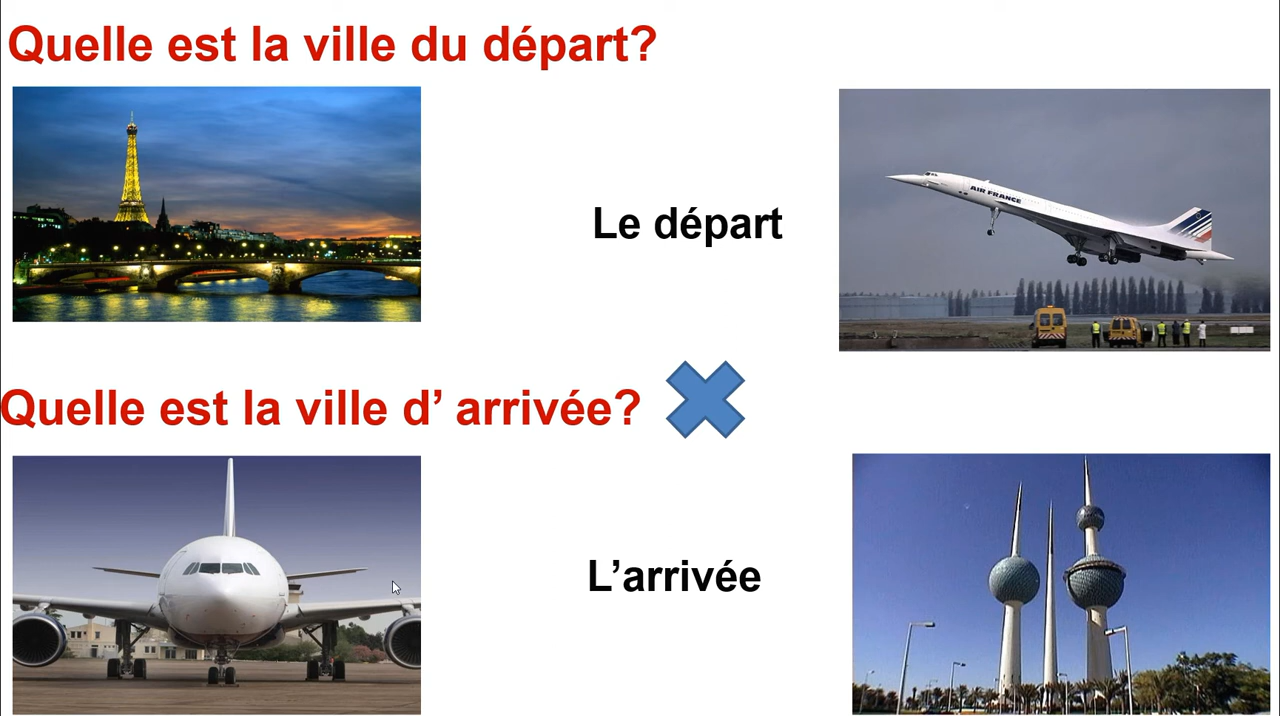 Quelle est la ville du départ?
Le départ
AIR FRANCE
Quelle est la ville d’ arrivée?
L’arrivée